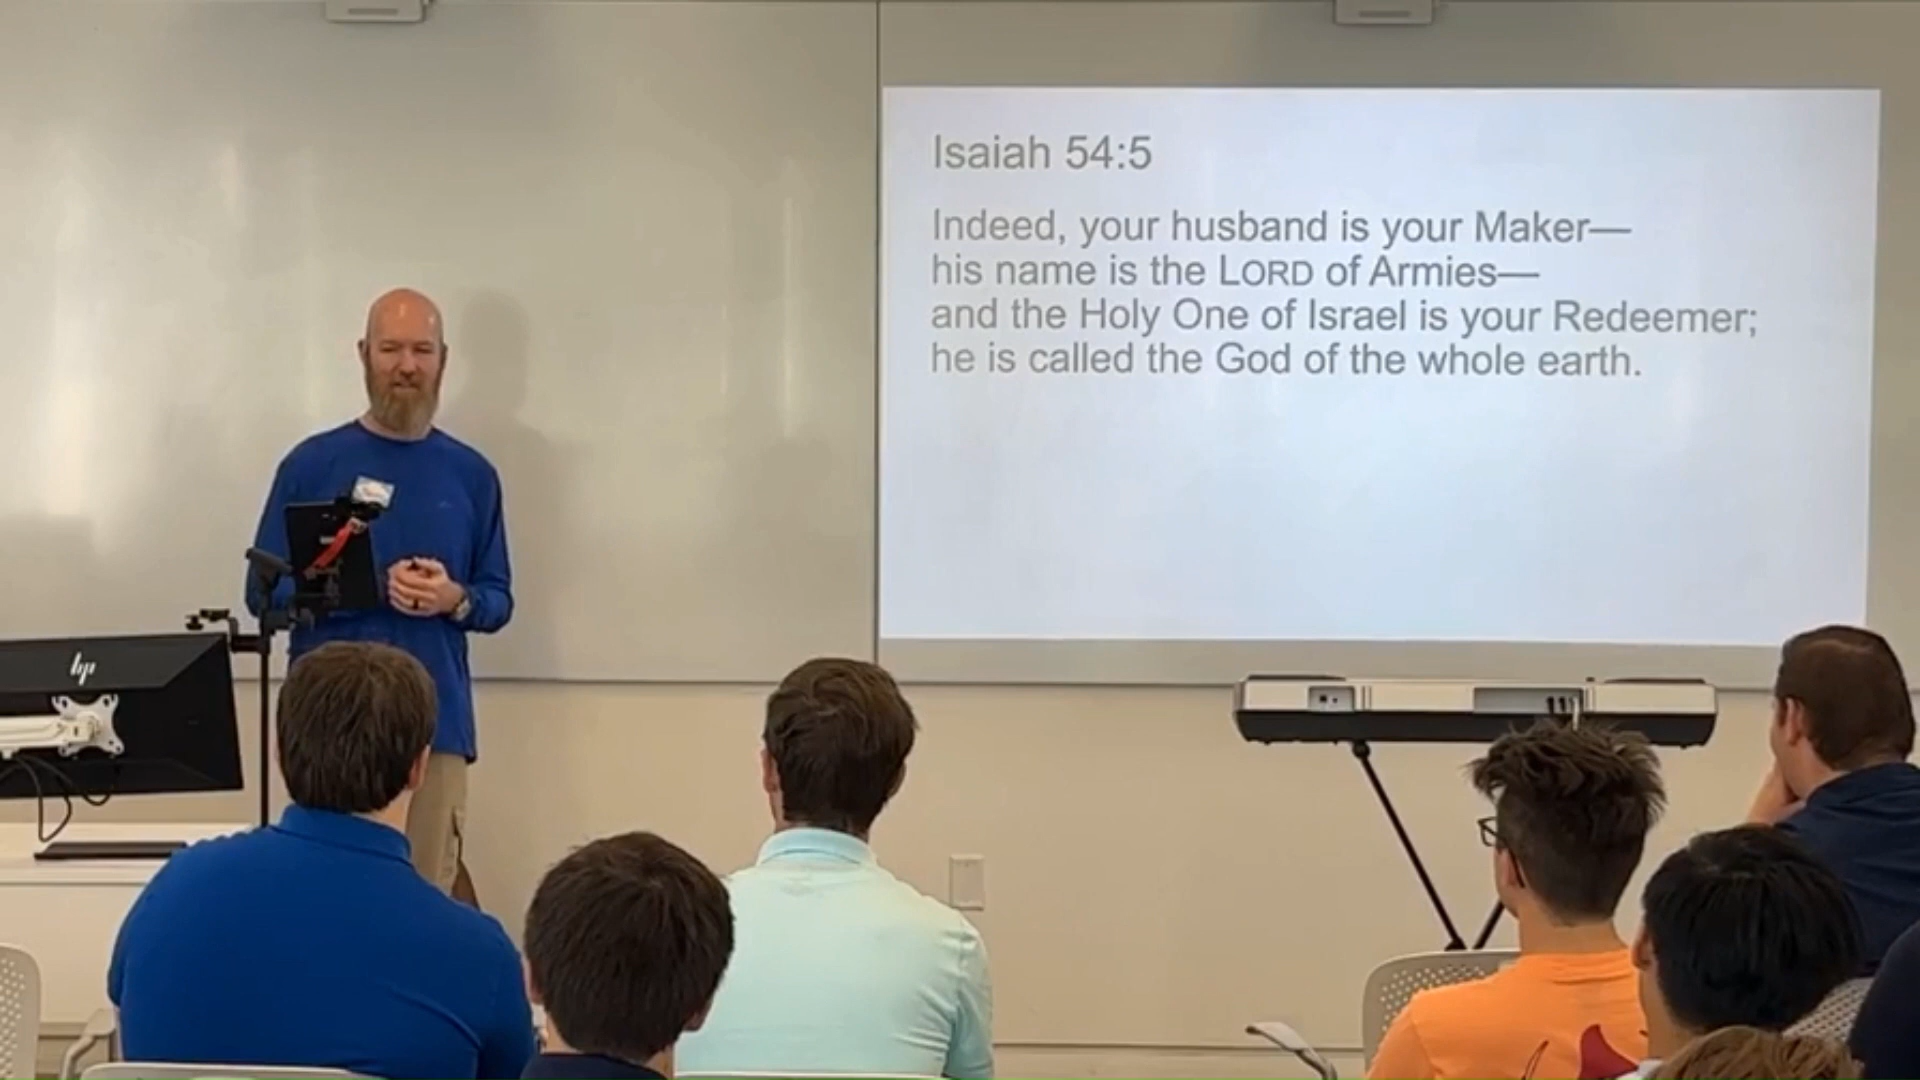 Isaiah 54:5
Indeed, your husband is your Maker—
his name is the LORD of Armies—
and the Holy One of Israel is your Redeemer;
he is called the God of the whole earth.
hp